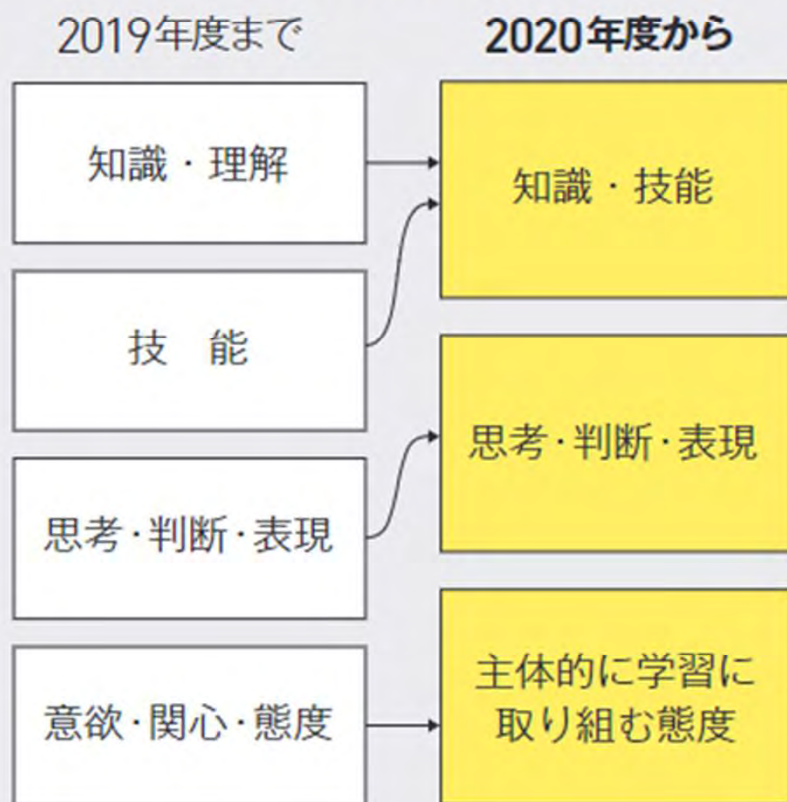 2019年度まで
知識・理解
技　能
思考・判断・表現
意欲・関心・態度
2020年度から
知識・技能
思考・判断・表現
主体的に学習に
取り組む態度